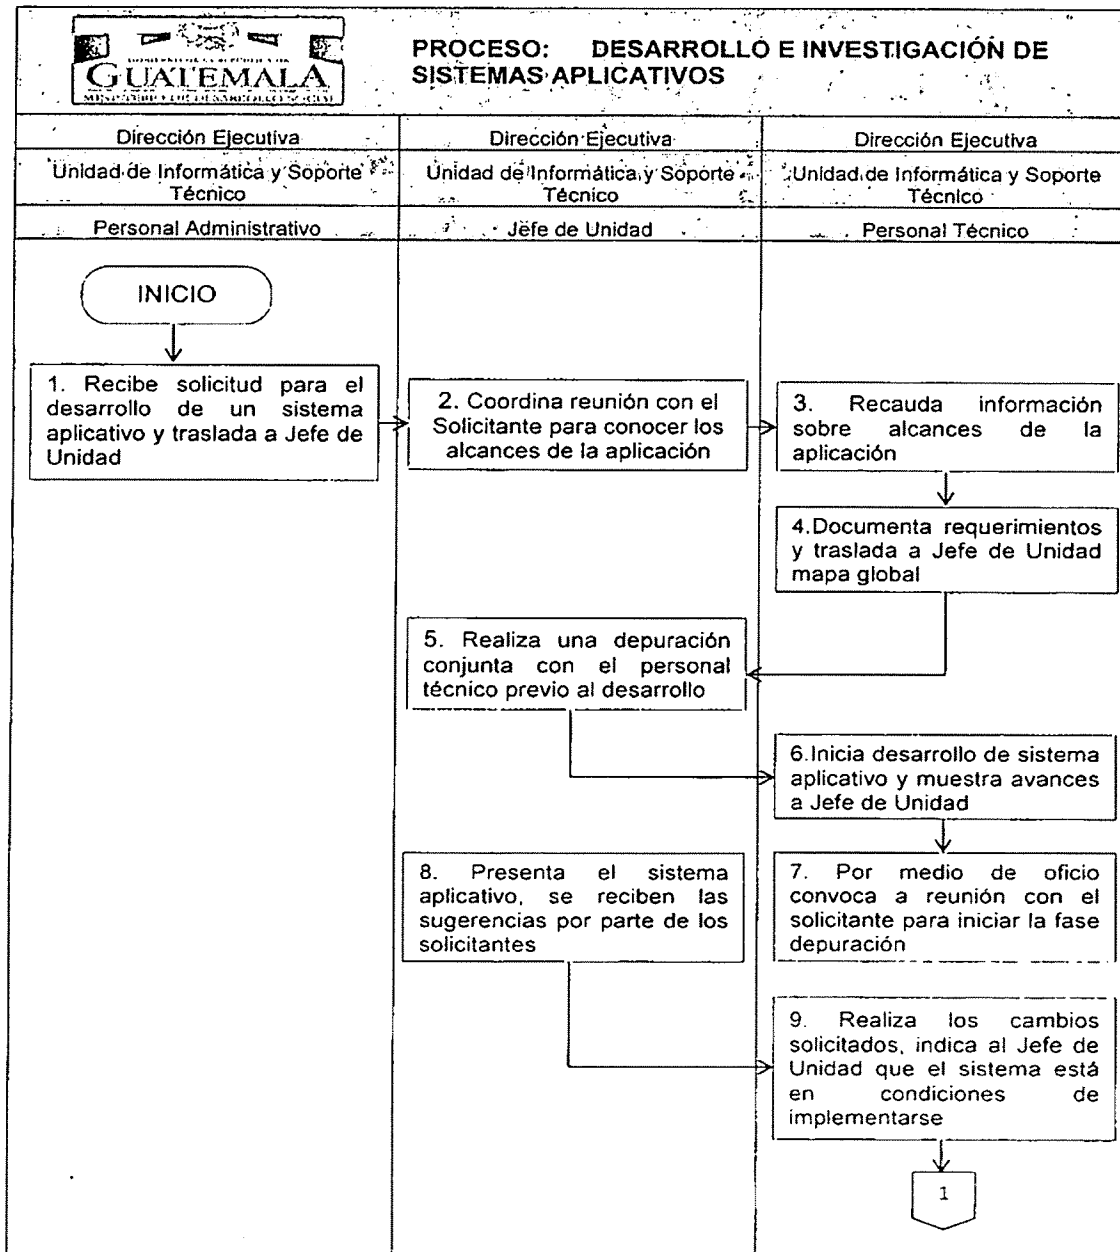 GUATEMALA
PROCESO: DESARROLLO E INVESTIGACIÓN DE
SISTEMAS APLICATIVOS
Dirección Ejecutiva
Unidad de Informática y Soporte
Técnico
Personal Administrativo
Dirección Ejecutiva
Unidad de Informática y Soporte
Técnico
Jefe de Unidad
Dirección Ejecutiva
Unidad de Informática y Soporte
Técnico
Personal Técnico
INICIO
1. Recibe solicitud para el
desarrollo de un sistema
aplicativo y traslada a Jefe de
Unidad
2. Coordina reunión con el
Solicitante para conocer los
alcances de la aplicación
3. Recauda información
sobre alcances de la
aplicación
4.Documenta requerimientos
y traslada a Jefe de Unidad
mapa global
5. Realiza una depuración
conjunta con el personal
técnico previo al desarrollo
6.Inicia desarrollo de sistema
aplicativo y muestra avances
a Jefe de Unidad
7. Por medio de oficio
convoca a reunión con el
solicitante para iniciar la fase
depuración
8. Presenta el sistema
aplicativo, se reciben las
sugerencias por parte de los
solicitantes
9. Realiza los cambios
solicitados, indica al Jefe de
Unidad que el sistema está
en condiciones de
implementarse
1